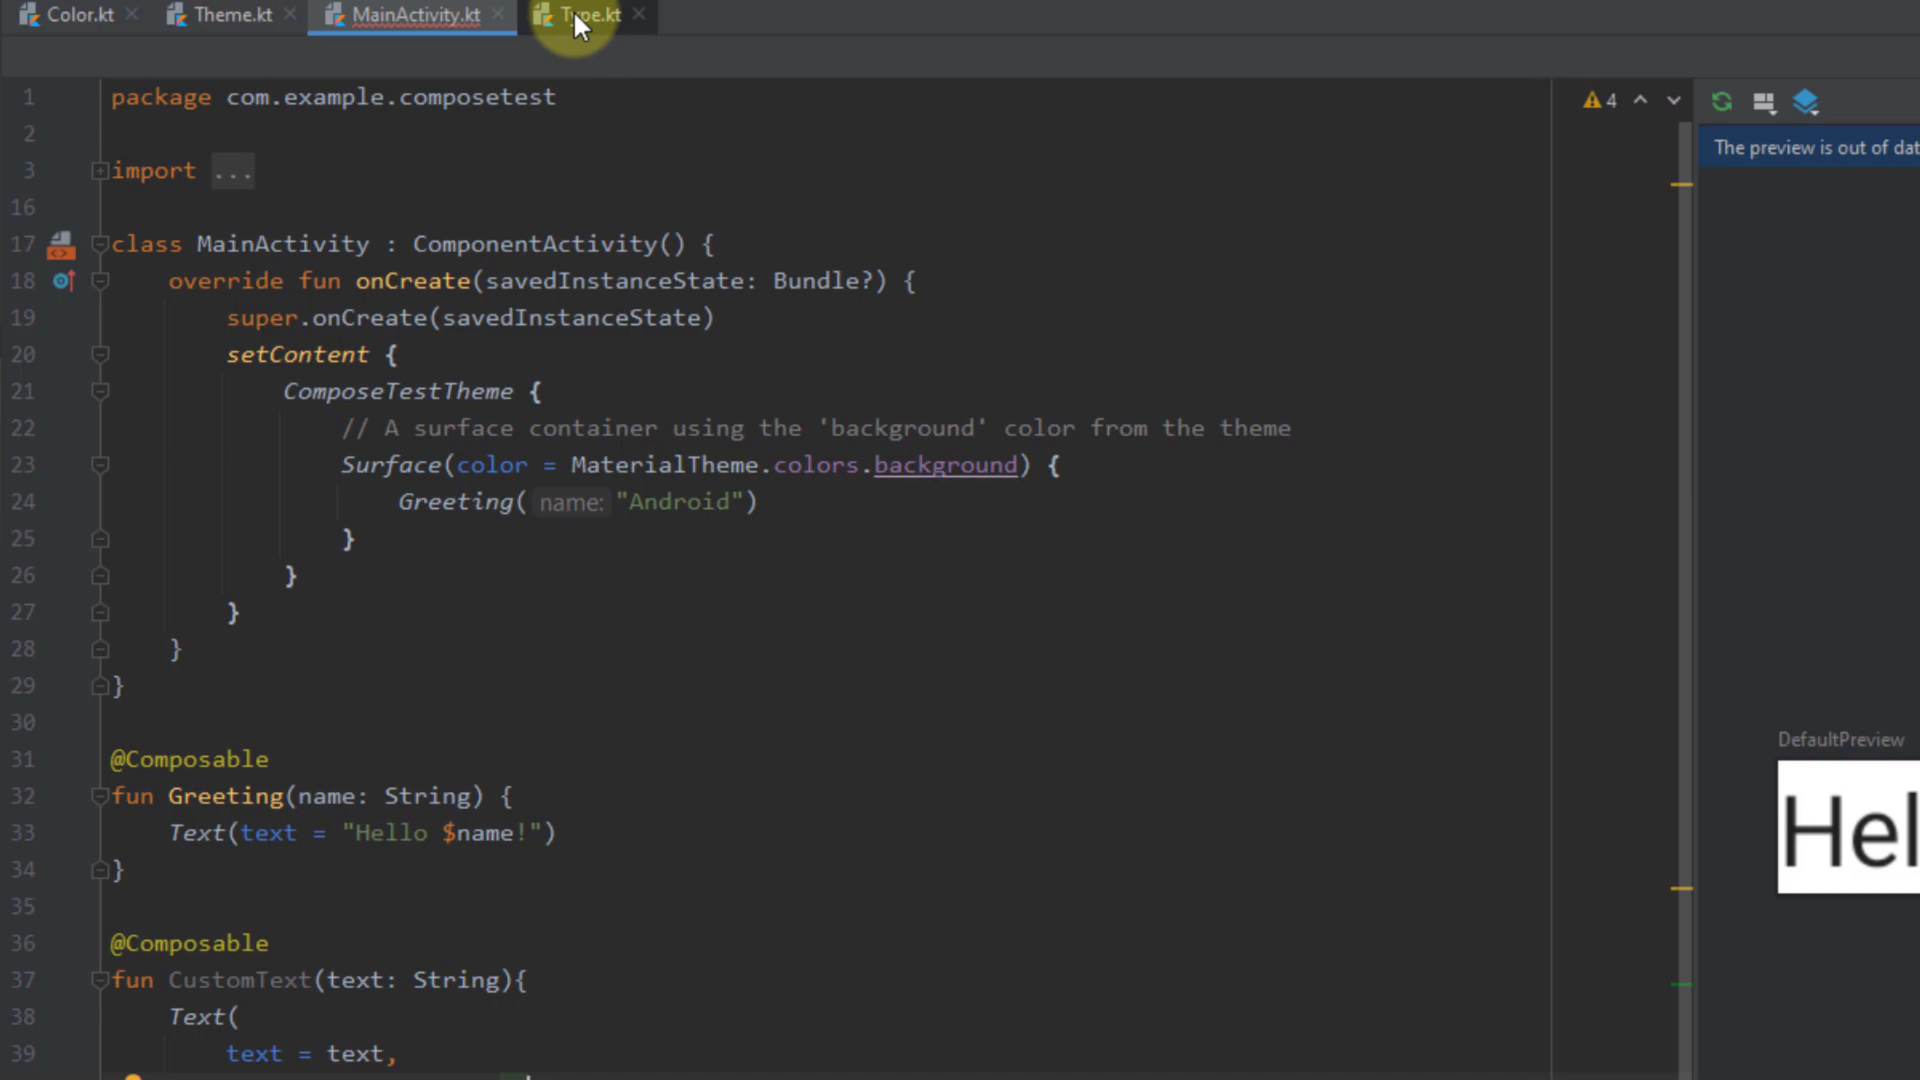 Color.kt Theme.kt MainActivity.kt Type.kt
1 package com.example.composetest
4
2
The preview is out of dat
3 import ...
16
17 class MainActivity : ComponentActivity() {
18 override fun onCreate(savedInstanceState: Bundle?) {
19 super.onCreate(savedInstanceState)
20 setContent {
21 ComposeTestTheme {
22 // A surface container using the 'background' color from the theme
23 Surface(color = MaterialTheme.colors.background) {
24 Greeting( name: "Android")
25 }
26 }
27 }
28 }
29 }
30
DefaultPreview
31 @Composable
32 fun Greeting(name: String) {
33 Text(text = "Hello $name!")
Hel
34 }
35
36 @Composable
37 fun CustomText(text: String){
38 Text(
39 text = text,